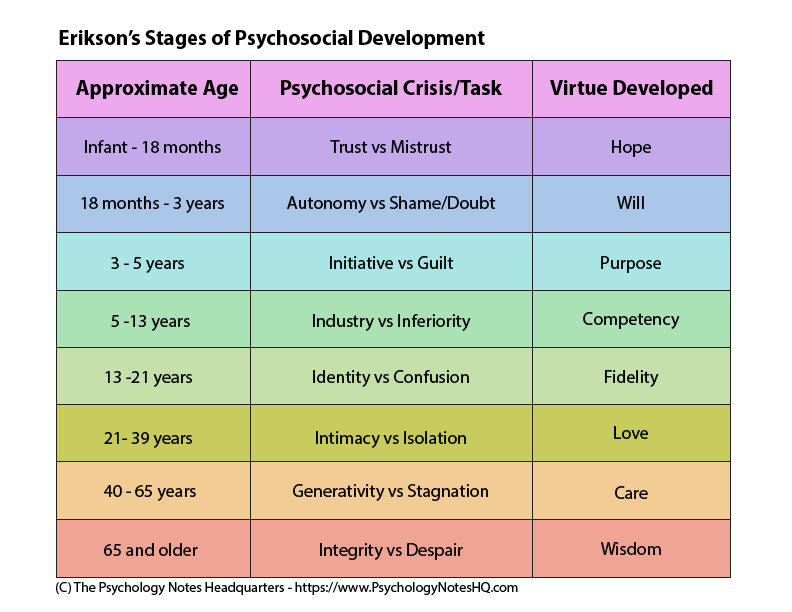 Erikson's Stages of Psychosocial Development
Approximate Age Psychosocial Crisis/Task Virtue Developed
Infant - 18 months Trust vs Mistrust Hope
18 months - 3 years Autonomy vs Shame/Doubt Will
3 - 5 years Initiative vs Guilt Purpose
5 -13 years Industry vs Inferiority Competency
13 -21 years Identity vs Confusion Fidelity
21- 39 years Intimacy vs Isolation Love
40 - 65 years Generativity vs Stagnation Care
65 and older Integrity vs Despair Wisdom
(C) The Psychology Notes Headquarters - https://www.PsychologyNotesHQ.com